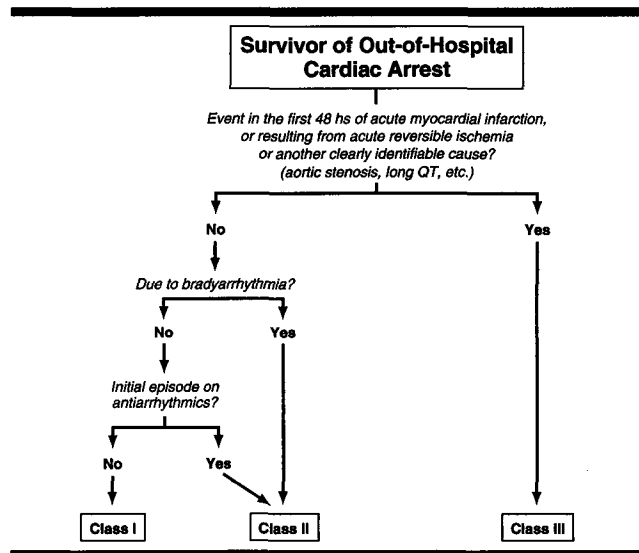 Survivor of Out-of-Hospital
Cardiac Arrest
Event in the first 48 hs of acute myocardial infarction,
or resulting from acute reversible ischemia
or another clearly identifiable cause?
(aortic stenosis, long QT, etc.)
No
Yes
Due to bradyarrhythmia?
No
Yes
Initial episode on
antiarrhythmics?
No
Yes
Class I
Class II
Class III